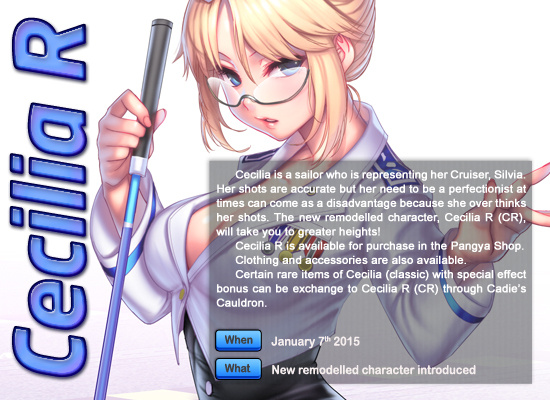 Cecilia R
Cecilia is a sailor who is representing her Cruiser, Silvia.
Her shots are accurate but her need to be a perfectionist at
times can come as a disadvantage because she over thinks
her shots. The new remodelled character, Cecilia R (CR),
will take you to greater heights!
Cecilia R is available for purchase in the Pangya Shop.
Clothing and accessories are also available.
Certain rare items of Cecilia (classic) with special effect
bonus can be exchange to Cecilia R (CR) through Cadie's
Cauldron.
When January 7th 2015
What New remodelled character introduced